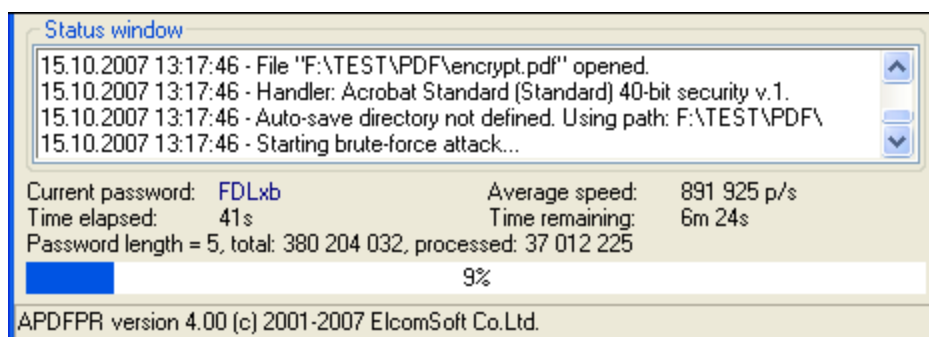 Status window
15.10.2007 13:17:46 - File "F:\TEST\PDF\encrypt.pdf" opened.
15.10.2007 13:17:46 - Handler: Acrobat Standard (Standard) 40-bit security v.1.
15.10.2007 13:17:46 - Auto-save directory not defined. Using path: F:\TEST\PDF\
15.10.2007 13:17:46 - Starting brute-force attack...
Current password: FDLxb Average speed: 891 925 p/s
Time elapsed: 41s Time remaining: 6m 24s
Password length = 5, total: 380 204 032, processed: 37 012 225
9%
APDFPR version 4.00 (c) 2001-2007 ElcomSoft Co.Ltd.